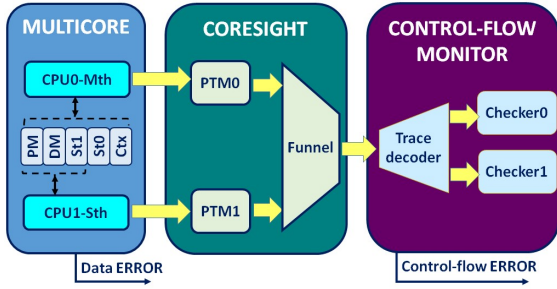 MULTICORE
CPU0-Mth
PM
DM
St1
St0
Ctx
CPU1-Sth
Data ERROR
CORESIGHT
PTM0
PTM1
Funnel
CONTROL-FLOW
MONITOR
Trace
decoder
Checker0
Checker1
Control-flow ERROR